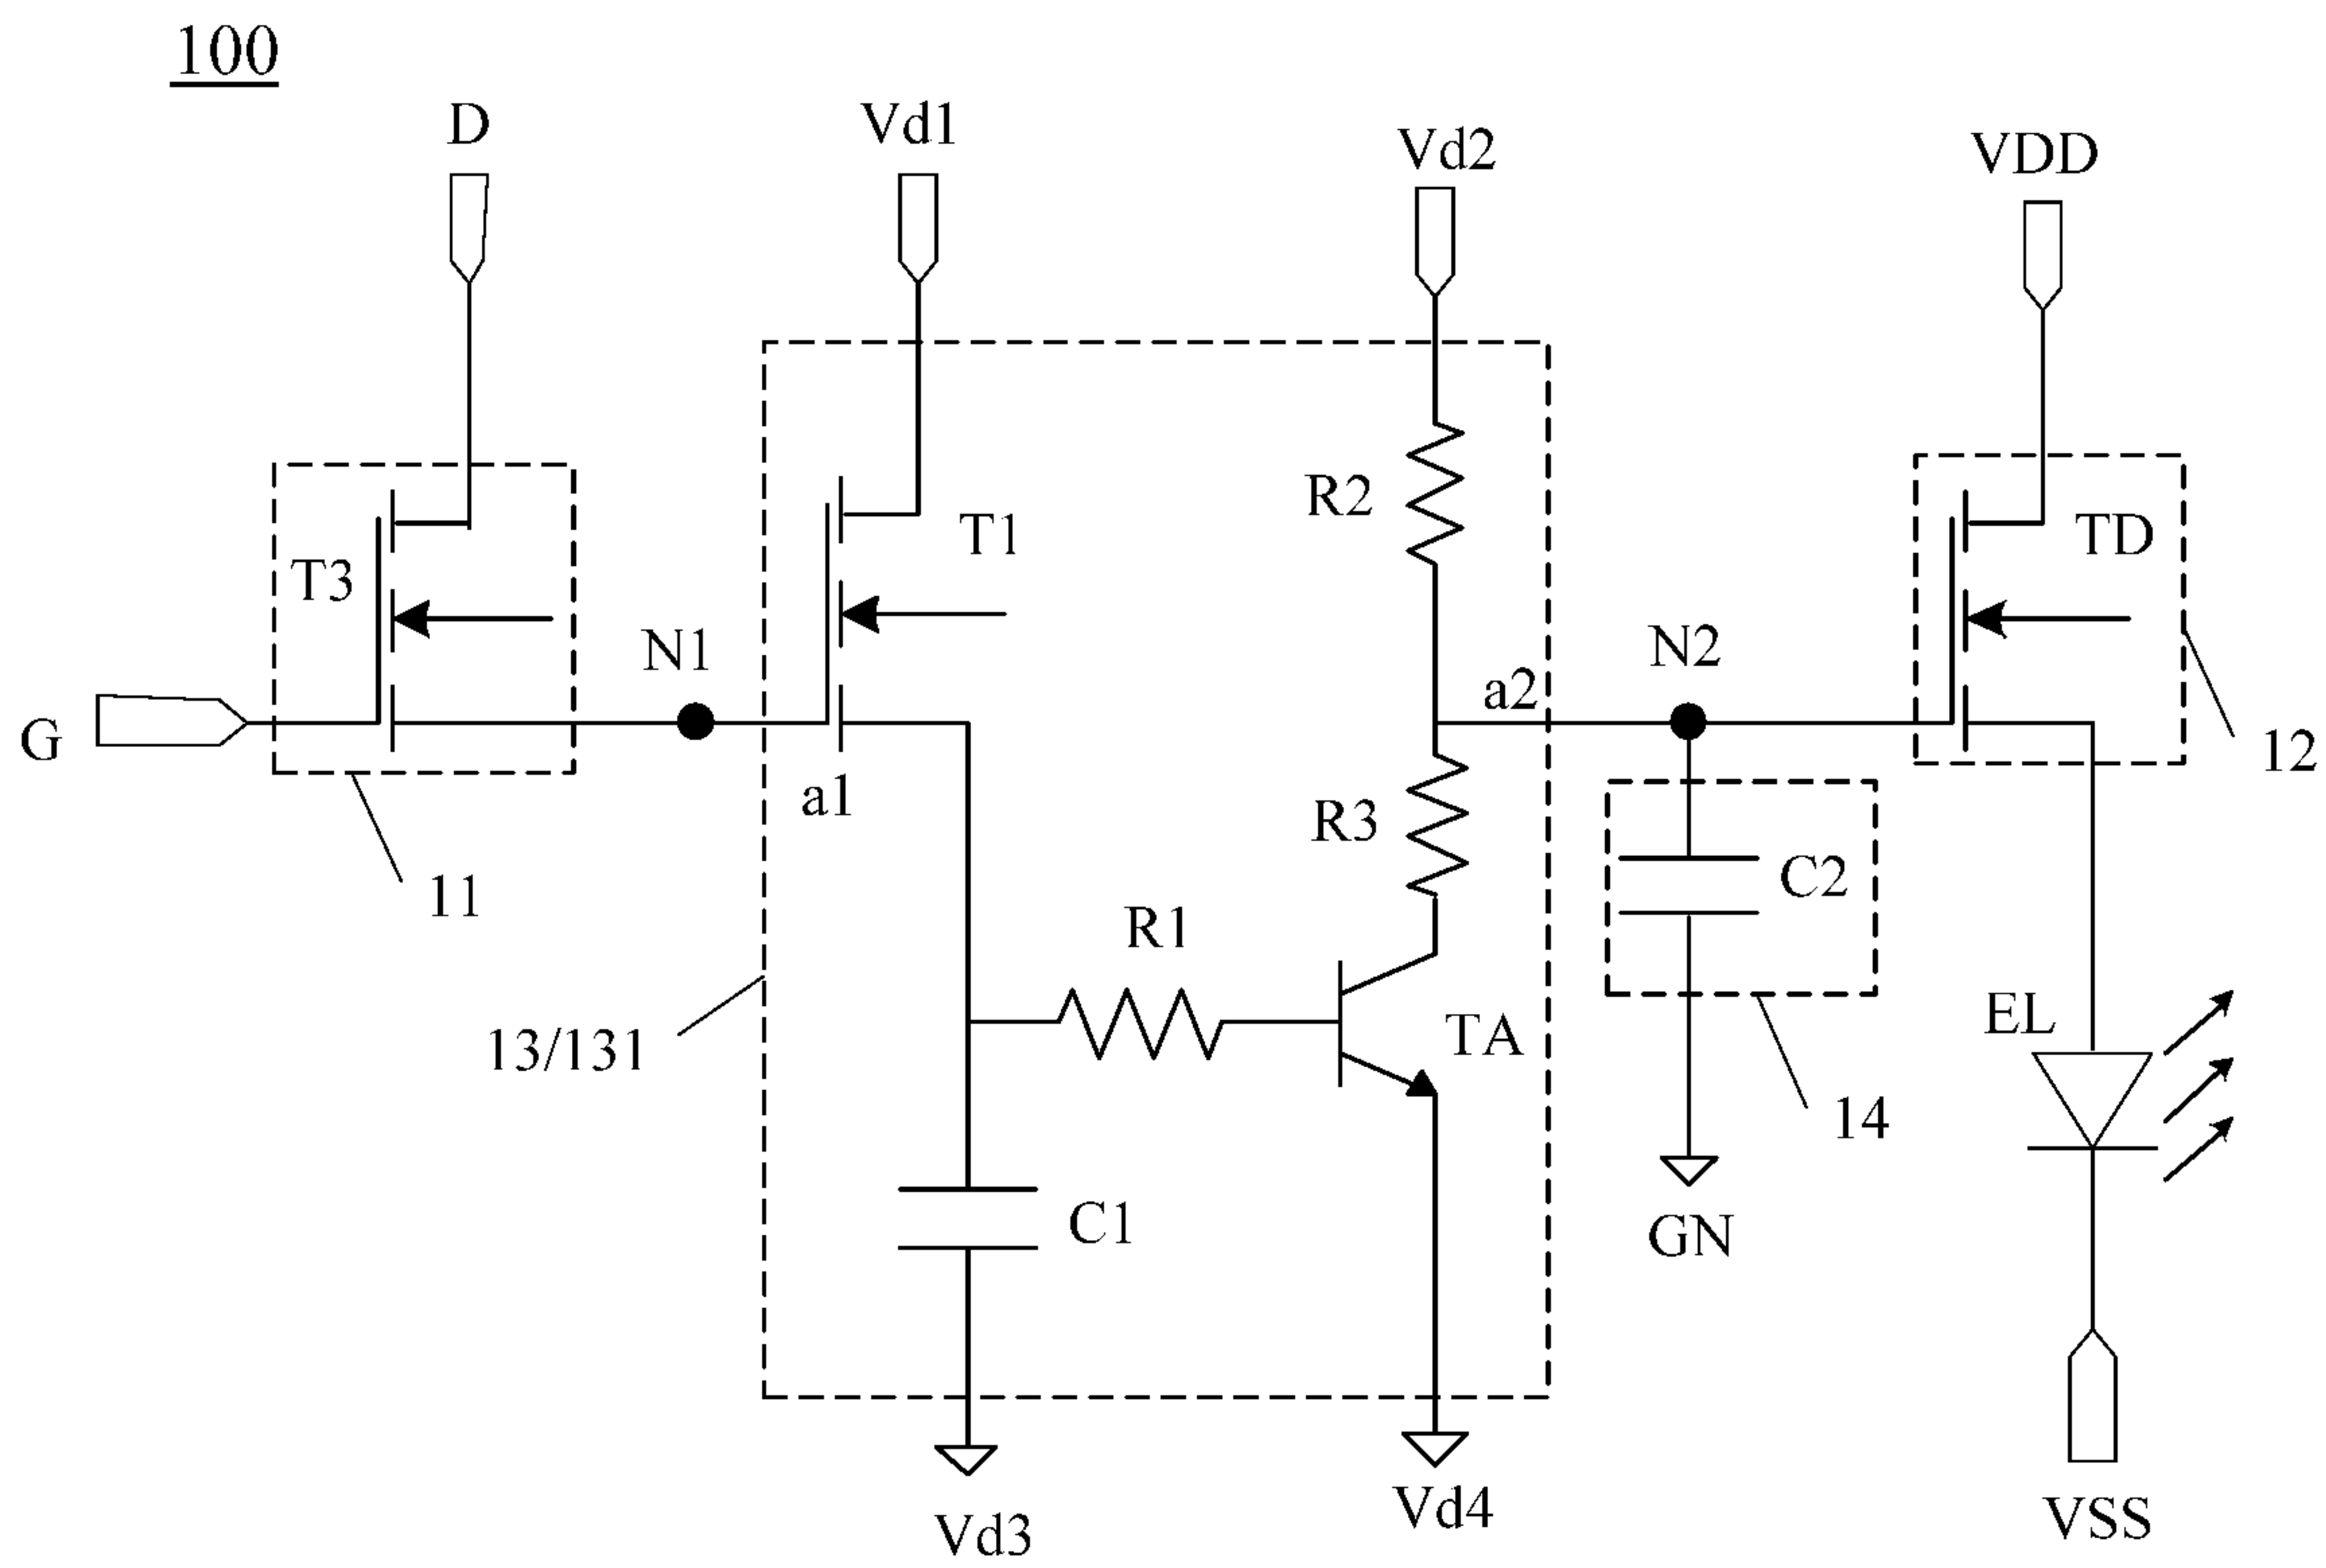 100
D
Vd1
Vd2
VDD
R2
T1
TD
T3
N1
N2
a2
G
12
a1
R3
C2
11
R1
EL
13/131
TA
14
C1
GN
Vd3
Vd4
VSS